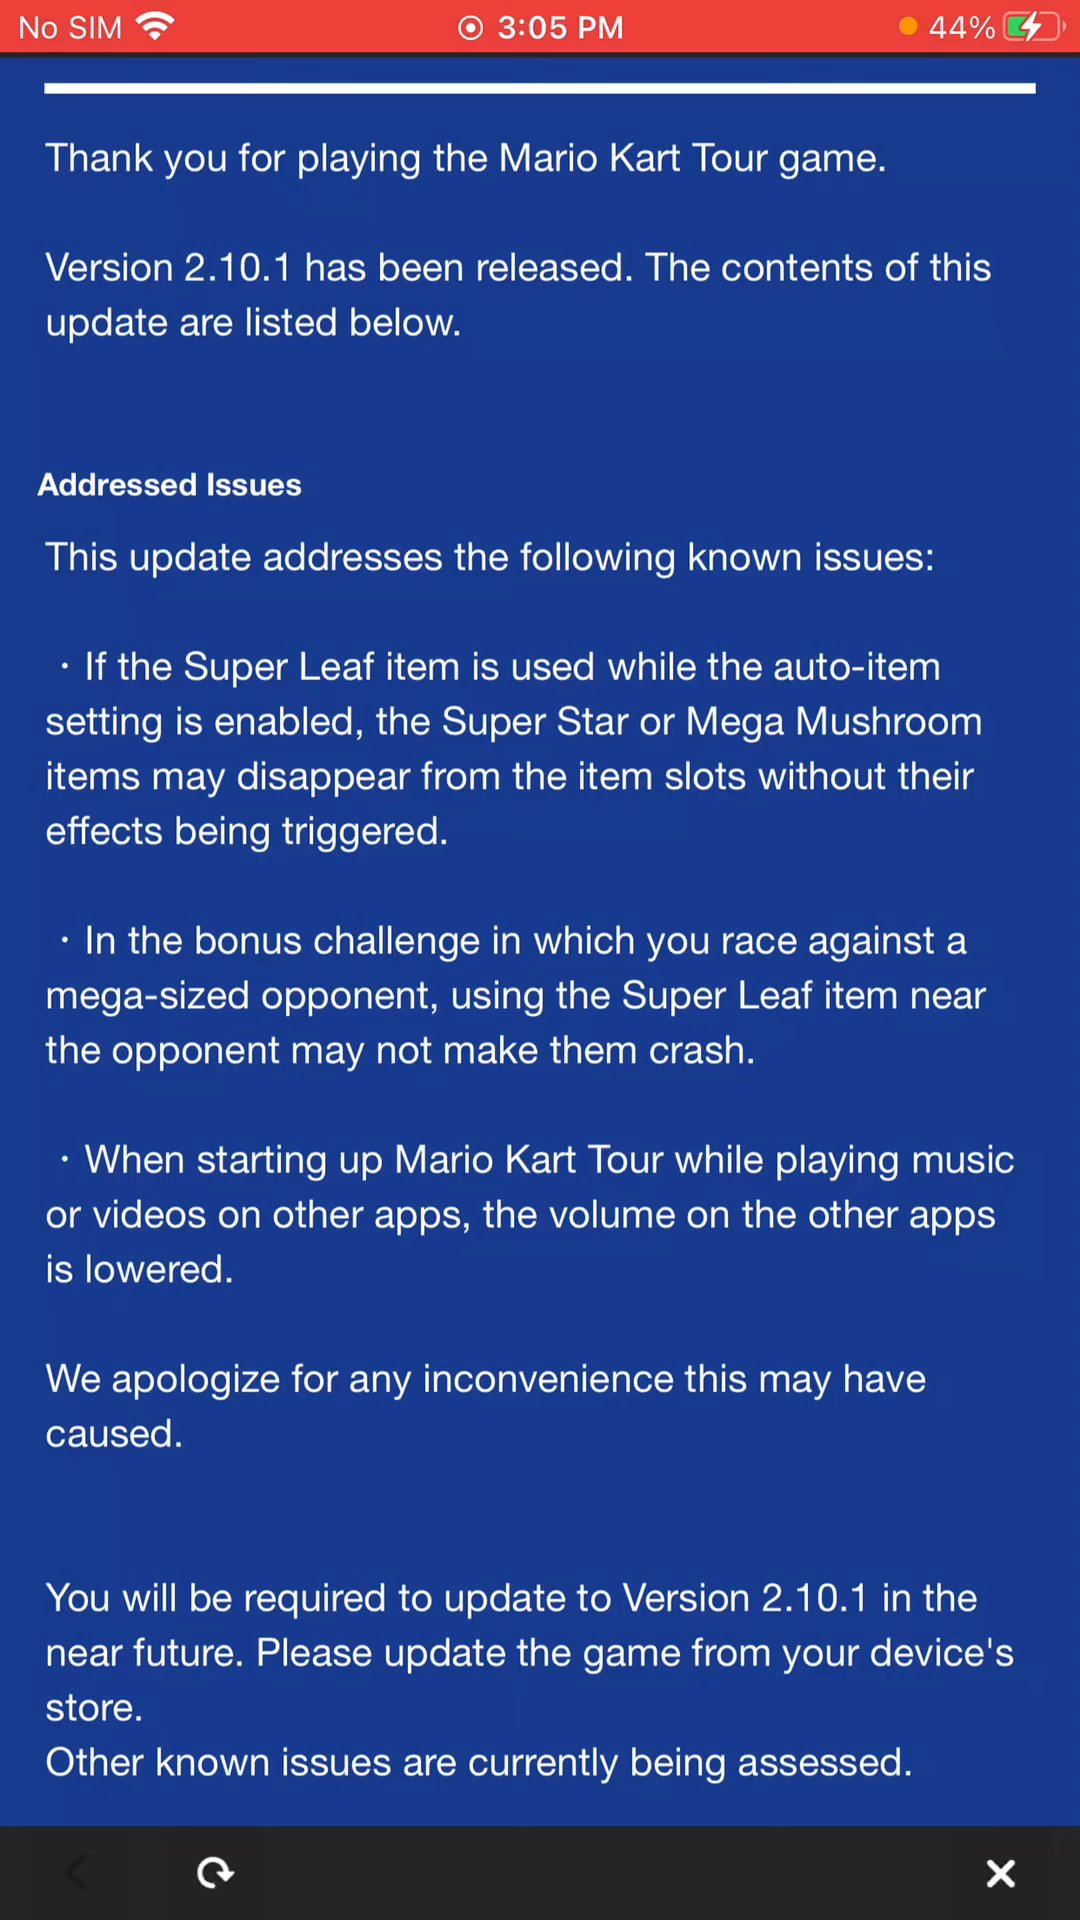 No SIM 3:05 PM 44%
Thank you for playing the Mario Kart Tour game.
Version 2.10.1 has been released. The contents of this
update are listed below.
Addressed Issues
This update addresses the following known issues:
・If the Super Leaf item is used while the auto-item
setting is enabled, the Super Star or Mega Mushroom
items may disappear from the item slots without their
effects being triggered.
・In the bonus challenge in which you race against a
mega-sized opponent, using the Super Leaf item near
the opponent may not make them crash.
・When starting up Mario Kart Tour while playing music
or videos on other apps, the volume on the other apps
is lowered.
We apologize for any inconvenience this may have
caused.
You will be required to update to Version 2.10.1 in the
near future. Please update the game from your device's
store.
Other known issues are currently being assessed.